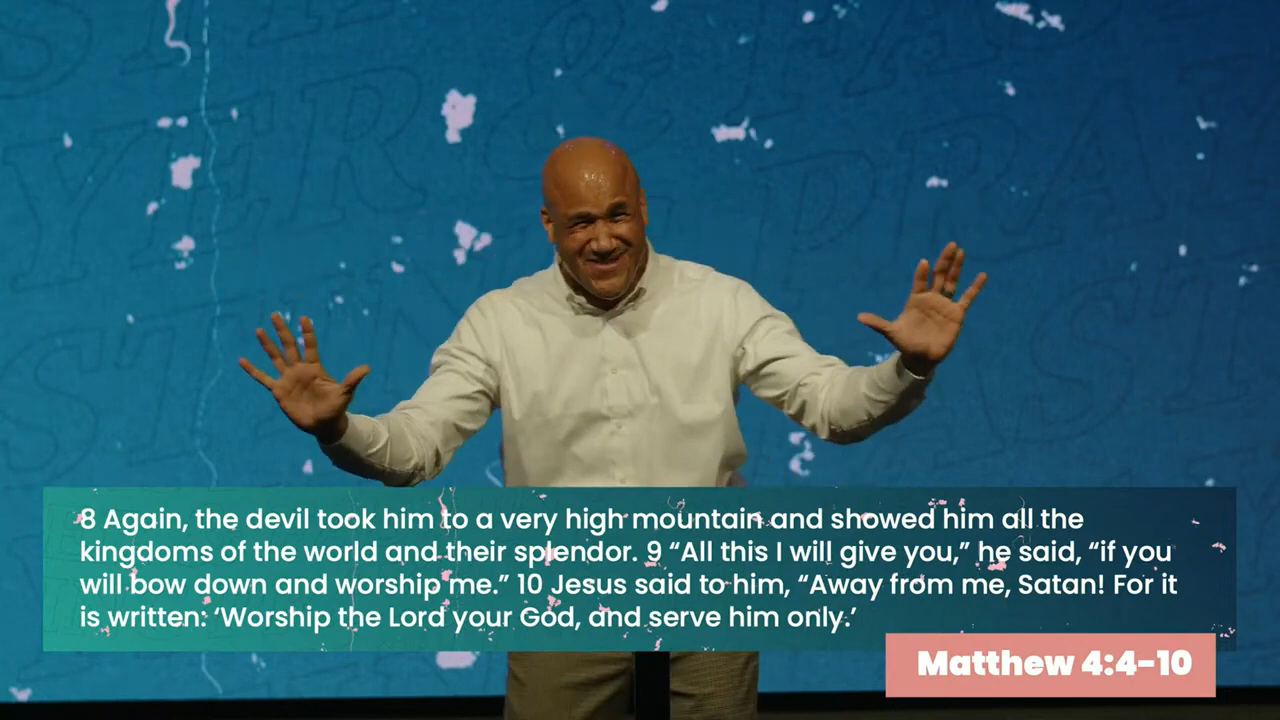 8 Again, the devil took him to a very high mountain and showed him all the
kingdoms of the world and their splendor. 9 “All this I will give you,” he said, “if you
will bow down and worship me.” 10 Jesus said to him, “Away from me, Satan! For it
is written: ‘Worship the Lord your God, and serve him only.’
Matthew 4:4-10